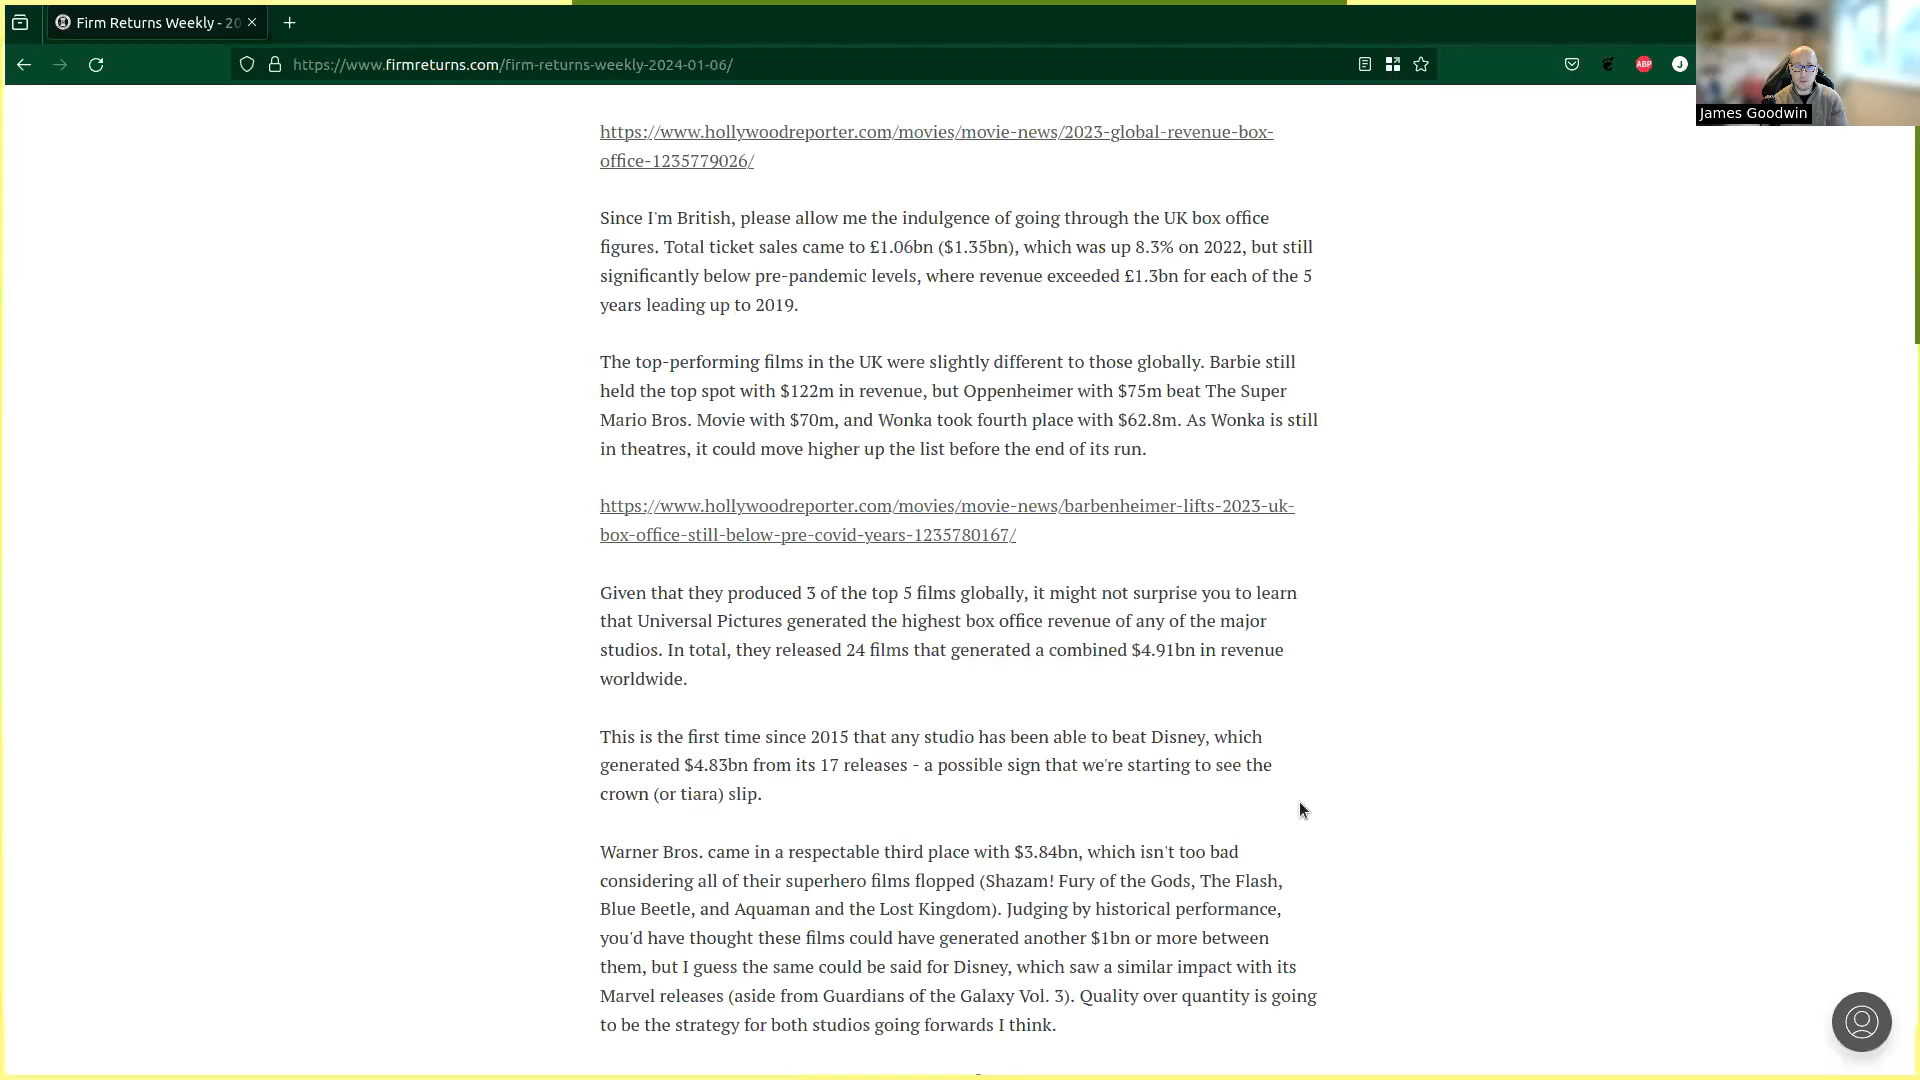 Firm Returns Weekly - 20
https://www.firmreturns.com/firm-returns-weekly-2024-01-06/
ABP
J
James Goodwin
https://www.hollywoodreporter.com/movies/movie-news/2023-global-revenue-box-
office-1235779026/
Since I'm British, please allow me the indulgence of going through the UK box office
figures. Total ticket sales came to £1.06bn ($1.35bn), which was up 8.3% on 2022, but still
significantly below pre-pandemic levels, where revenue exceeded £1.3bn for each of the 5
years leading up to 2019.
The top-performing films in the UK were slightly different to those globally. Barbie still
held the top spot with $122m in revenue, but Oppenheimer with $75m beat The Super
Mario Bros. Movie with $70m, and Wonka took fourth place with $62.8m. As Wonka is still
in theatres, it could move higher up the list before the end of its run.
https://www.hollywoodreporter.com/movies/movie-news/barbenheimer-lifts-2023-uk-
box-office-still-below-pre-covid-years-1235780167/
Given that they produced 3 of the top 5 films globally, it might not surprise you to learn
that Universal Pictures generated the highest box office revenue of any of the major
studios. In total, they released 24 films that generated a combined $4.91bn in revenue
worldwide.
This is the first time since 2015 that any studio has been able to beat Disney, which
generated $4.83bn from its 17 releases - a possible sign that we're starting to see the
crown (or tiara) slip.
Warner Bros. came in a respectable third place with $3.84bn, which isn't too bad
considering all of their superhero films flopped (Shazam! Fury of the Gods, The Flash,
Blue Beetle, and Aquaman and the Lost Kingdom). Judging by historical performance,
you'd have thought these films could have generated another $1bn or more between
them, but I guess the same could be said for Disney, which saw a similar impact with its
Marvel releases (aside from Guardians of the Galaxy Vol. 3). Quality over quantity is going
to be the strategy for both studios going forwards I think.